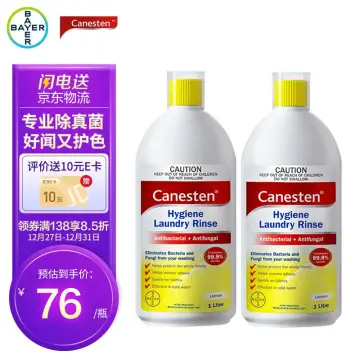 BAYER
BAYER
Canesten®
闪电送
京东物流
专业除真菌
好闻又护色
评价送10元E卡
赠
10元
领券满138享8.5折
12月27日-12月31日
预估到手价:
¥76/瓶
CAUTION
KEEP OUT OF REACH OF CHILDREN
DO NOT SWALLOW
Canesten®
Hygiene
Laundry Rinse
Antibacterial + Antifungal
Eliminates Bacteria and
Fungi from your washing
99.9%
Lemon
1 Litre
CAUTION
KEEP OUT OF REACH OF CHILDREN
DO NOT SWALLOW
Canesten®
Hygiene
Laundry Rinse
Antibacterial + Antifungal
Eliminates Bacteria and
Fungi from your washing
99.9%
Lemon
1 Litre